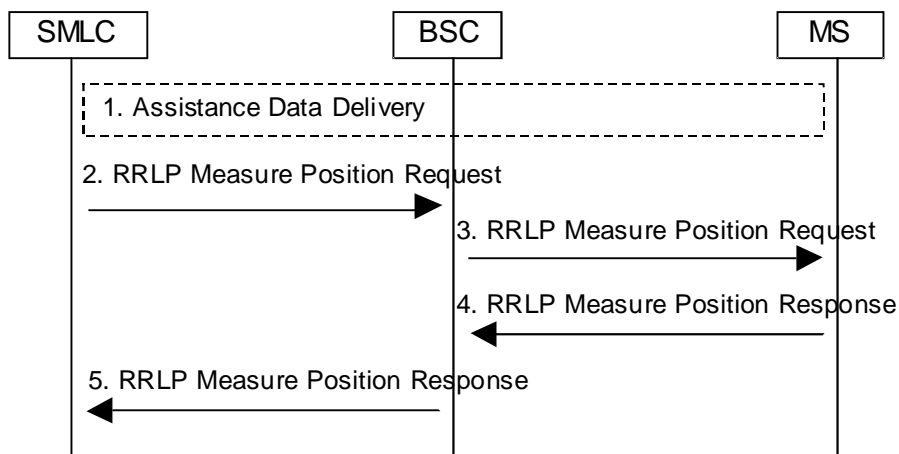 SMLC BSC MS
1. Assistance Data Delivery
2. RRLP Measure Position Request
3. RRLP Measure Position Request
4. RRLP Measure Position Response
5. RRLP Measure Position Response